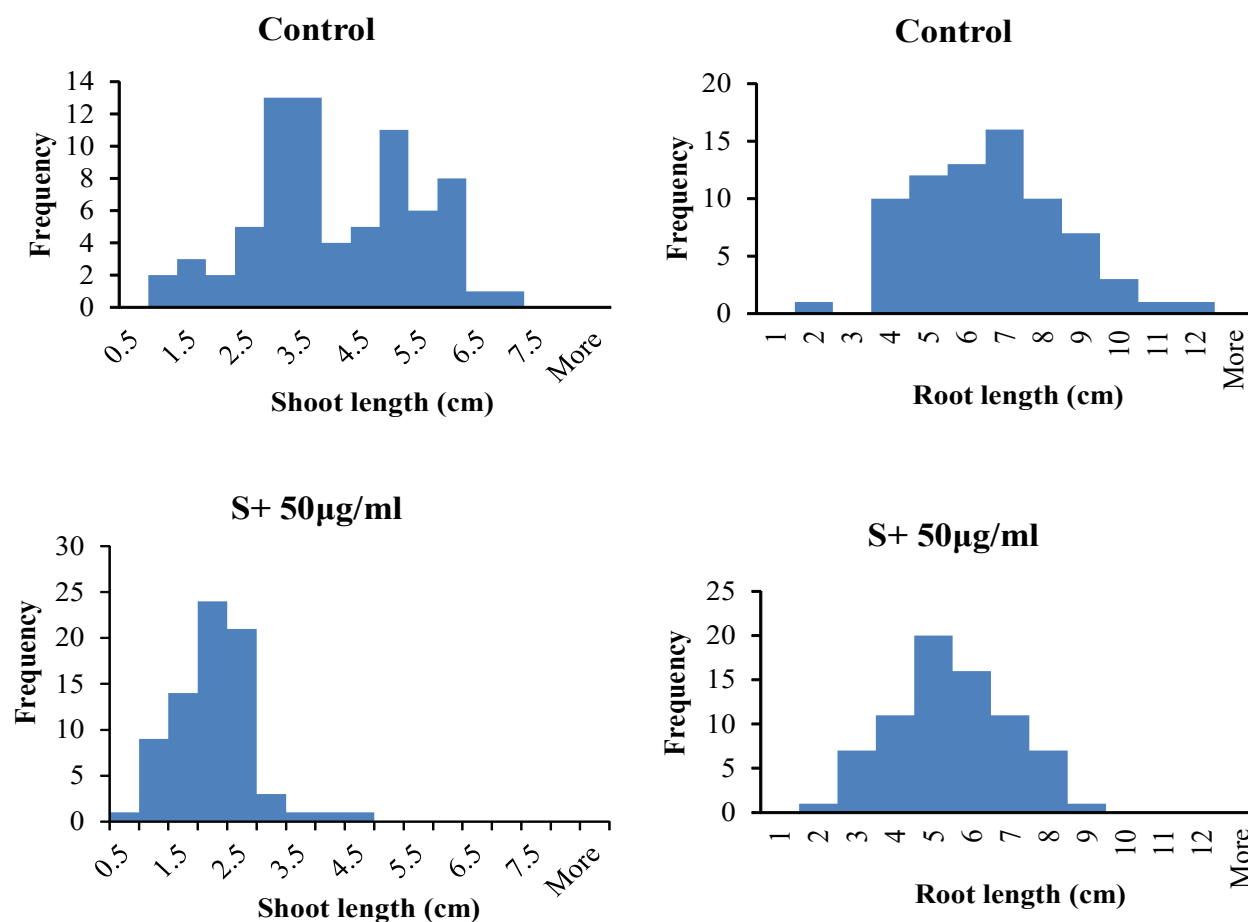 Control
14
12
10
8
6
4
2
0
Frequency
0.5 1.5 2.5 3.5 4.5 5.5 6.5 7.5 More
Shoot length (cm)
Control
20
15
10
5
0
Frequency
1 2 3 4 5 6 7 8 9 10 11 12 More
Root length (cm)
S+ 50µg/ml
30
25
20
15
10
5
0
Frequency
0.5 1.5 2.5 3.5 4.5 5.5 6.5 7.5 More
Shoot length (cm)
S+ 50µg/ml
25
20
15
10
5
0
Frequency
1 2 3 4 5 6 7 8 9 10 11 12 More
Root length (cm)